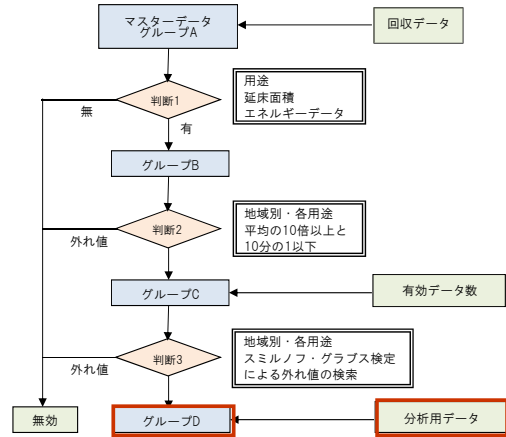 マスターデータ
グループA
回収データ
判断1
用途
延床面積
エネルギーデータ
無
有
グループB
判断2
地域別・各用途
平均の10倍以上と
10分の1以下
外れ値
グループC
有効データ数
判断3
地域別・各用途
スミルノフ・グラブス検定
による外れ値の検索
外れ値
無効
グループD
分析用データ